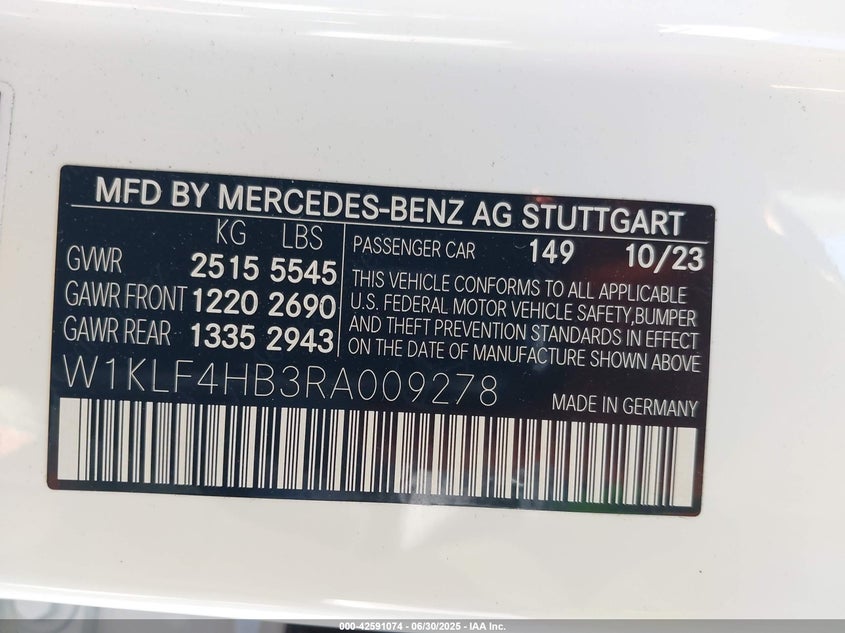 MFD BY MERCEDES-BENZ AG STUTTGART
KG LBS
GVWR 2515 5545
GAWR FRONT 1220 2690
GAWR REAR 1335 2943
PASSENGER CAR 149 10/23
THIS VEHICLE CONFORMS TO ALL APPLICABLE
U.S. FEDERAL MOTOR VEHICLE SAFETY,BUMPER
AND THEFT PREVENTION STANDARDS IN EFFECT
ON THE DATE OF MANUFACTURE SHOWN ABOVE
W1KLF4HB3RA009278
MADE IN GERMANY
000-42591074 | 06/30/2025 - IAA Inc.